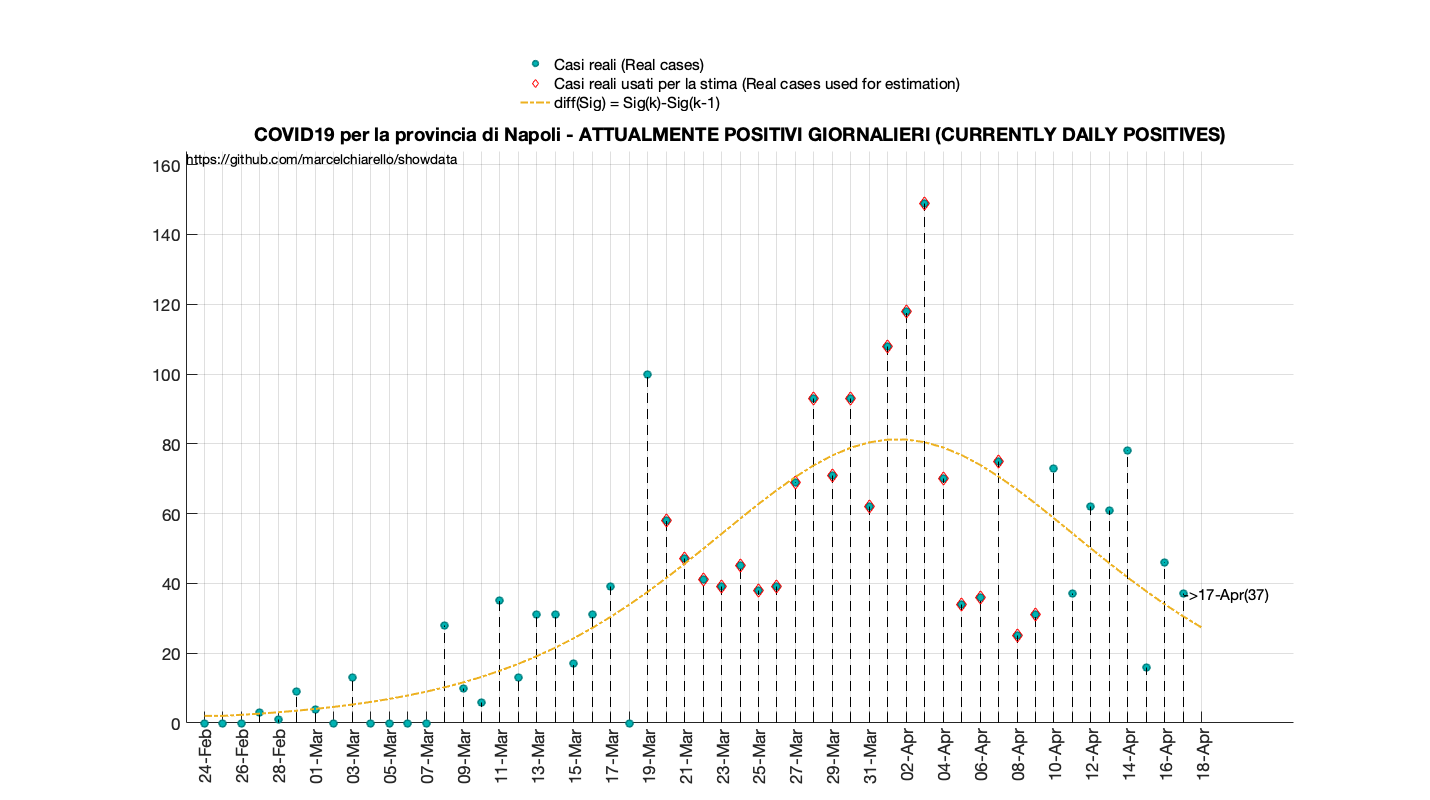 Casi reali (Real cases)
Casi reali usati per la stima (Real cases used for estimation)
diff(Sig) = Sig(k)-Sig(k-1)
COVID19 per la provincia di Napoli - ATTUALMENTE POSITIVI GIORNALIERI (CURRENTLY DAILY POSITIVES)
https://github.com/marcelchiarello/showdata
160
140
120
100
80
60
40
20
0
->17-Apr(37)
24-Feb
26-Feb
28-Feb
01-Mar
03-Mar
05-Mar
07-Mar
09-Mar
11-Mar
13-Mar
15-Mar
17-Mar
19-Mar
21-Mar
23-Mar
25-Mar
27-Mar
29-Mar
31-Mar
02-Apr
04-Apr
06-Apr
08-Apr
10-Apr
12-Apr
14-Apr
16-Apr
18-Apr